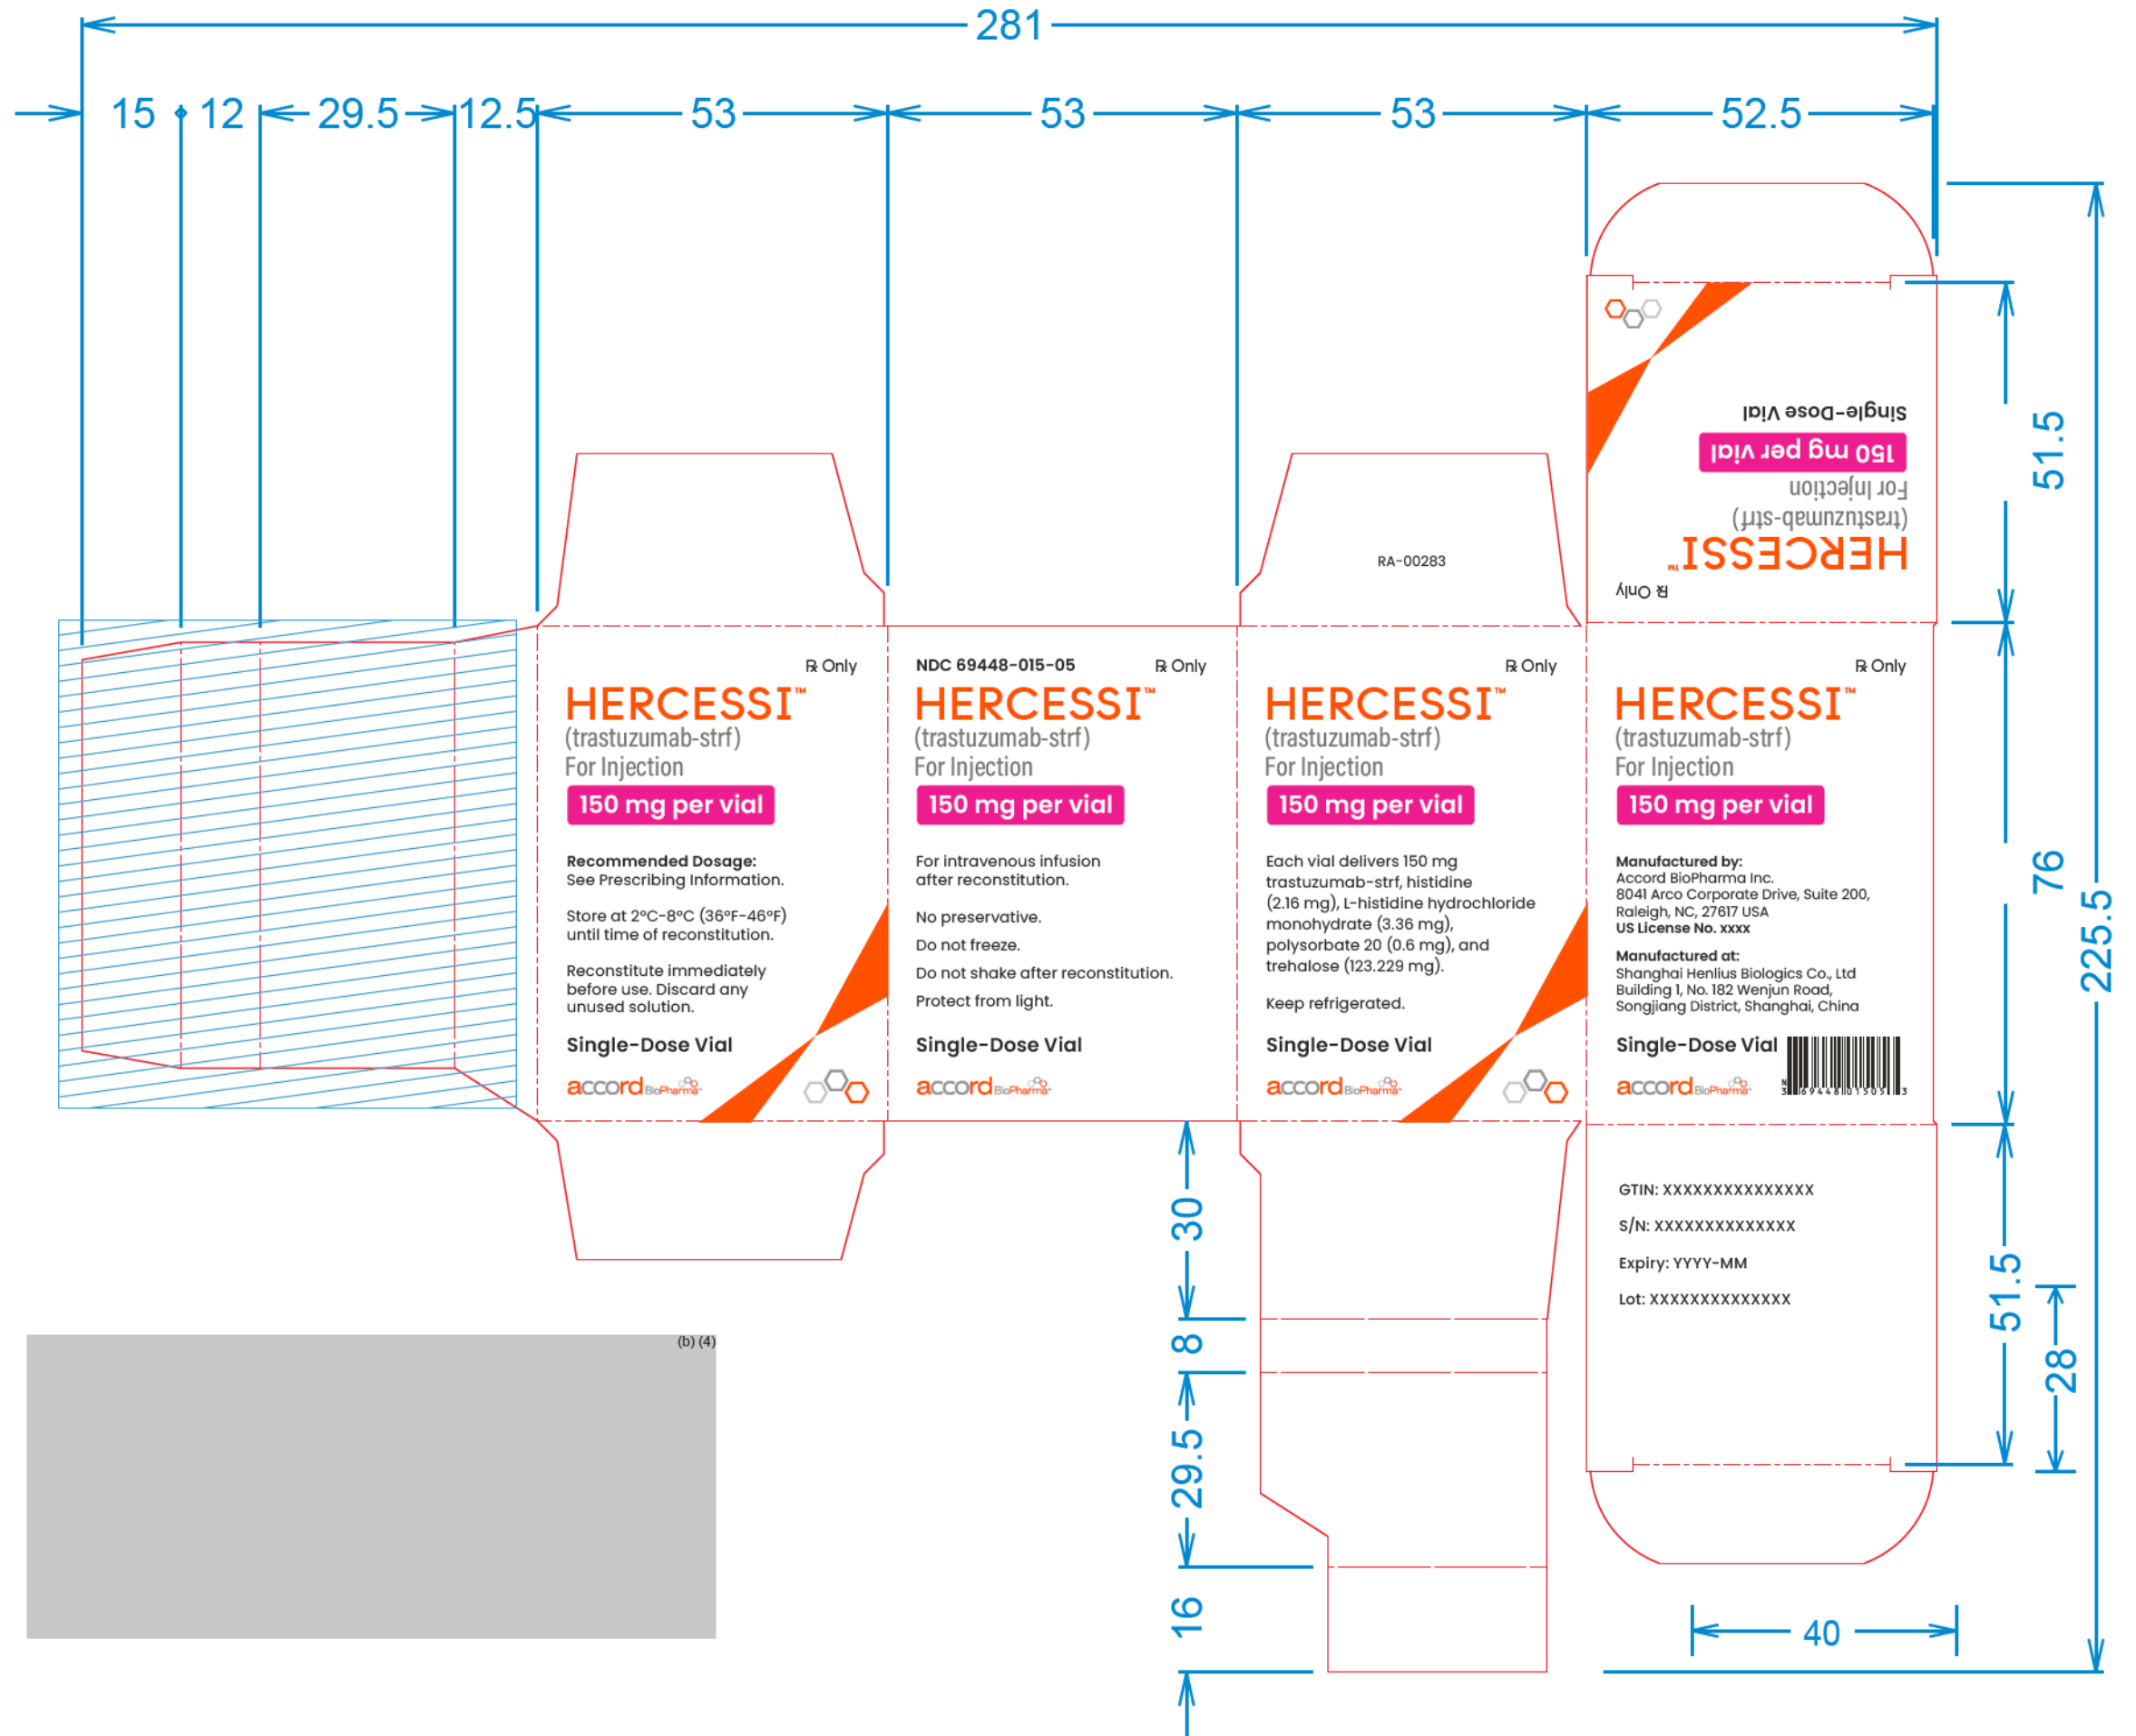 281
15
12
29.5
12.5
53
53
53
52.5
Single-Dose Vial
150 mg per vial
For Injection
(trastuzumab-strf)
HERCESSI™
℞ Only
51.5
RA-00283
℞ Only
HERCESSI™
(trastuzumab-strf)
For Injection
150 mg per vial
Recommended Dosage:
See Prescribing Information.
Store at 2°C-8°C (36°F-46°F)
until time of reconstitution.
Reconstitute immediately
before use. Discard any
unused solution.
Single-Dose Vial
accord BioPharma™
NDC 69448-015-05
℞ Only
HERCESSI™
(trastuzumab-strf)
For Injection
150 mg per vial
For intravenous infusion
after reconstitution.
No preservative.
Do not freeze.
Do not shake after reconstitution.
Protect from light.
Single-Dose Vial
accord BioPharma™
℞ Only
HERCESSI™
(trastuzumab-strf)
For Injection
150 mg per vial
Each vial delivers 150 mg
trastuzumab-strf, histidine
(2.16 mg), L-histidine hydrochloride
monohydrate (3.36 mg),
polysorbate 20 (0.6 mg), and
trehalose (123.229 mg).
Keep refrigerated.
Single-Dose Vial
accord BioPharma™
℞ Only
HERCESSI™
(trastuzumab-strf)
For Injection
150 mg per vial
Manufactured by:
Accord BioPharma Inc.
8041 Arco Corporate Drive, Suite 200,
Raleigh, NC, 27617 USA
US License No. xxxx
Manufactured at:
Shanghai Henlius Biologics Co., Ltd
Building 1, No. 182 Wenjun Road,
Songjiang District, Shanghai, China
Single-Dose Vial
accord BioPharma™
N
3 69448 01505 3
76
225.5
GTIN: XXXXXXXXXXXXXXX
S/N: XXXXXXXXXXXXXX
Expiry: YYYY-MM
Lot: XXXXXXXXXXXXXX
51.5
28
30
8
29.5
16
40
(b) (4)